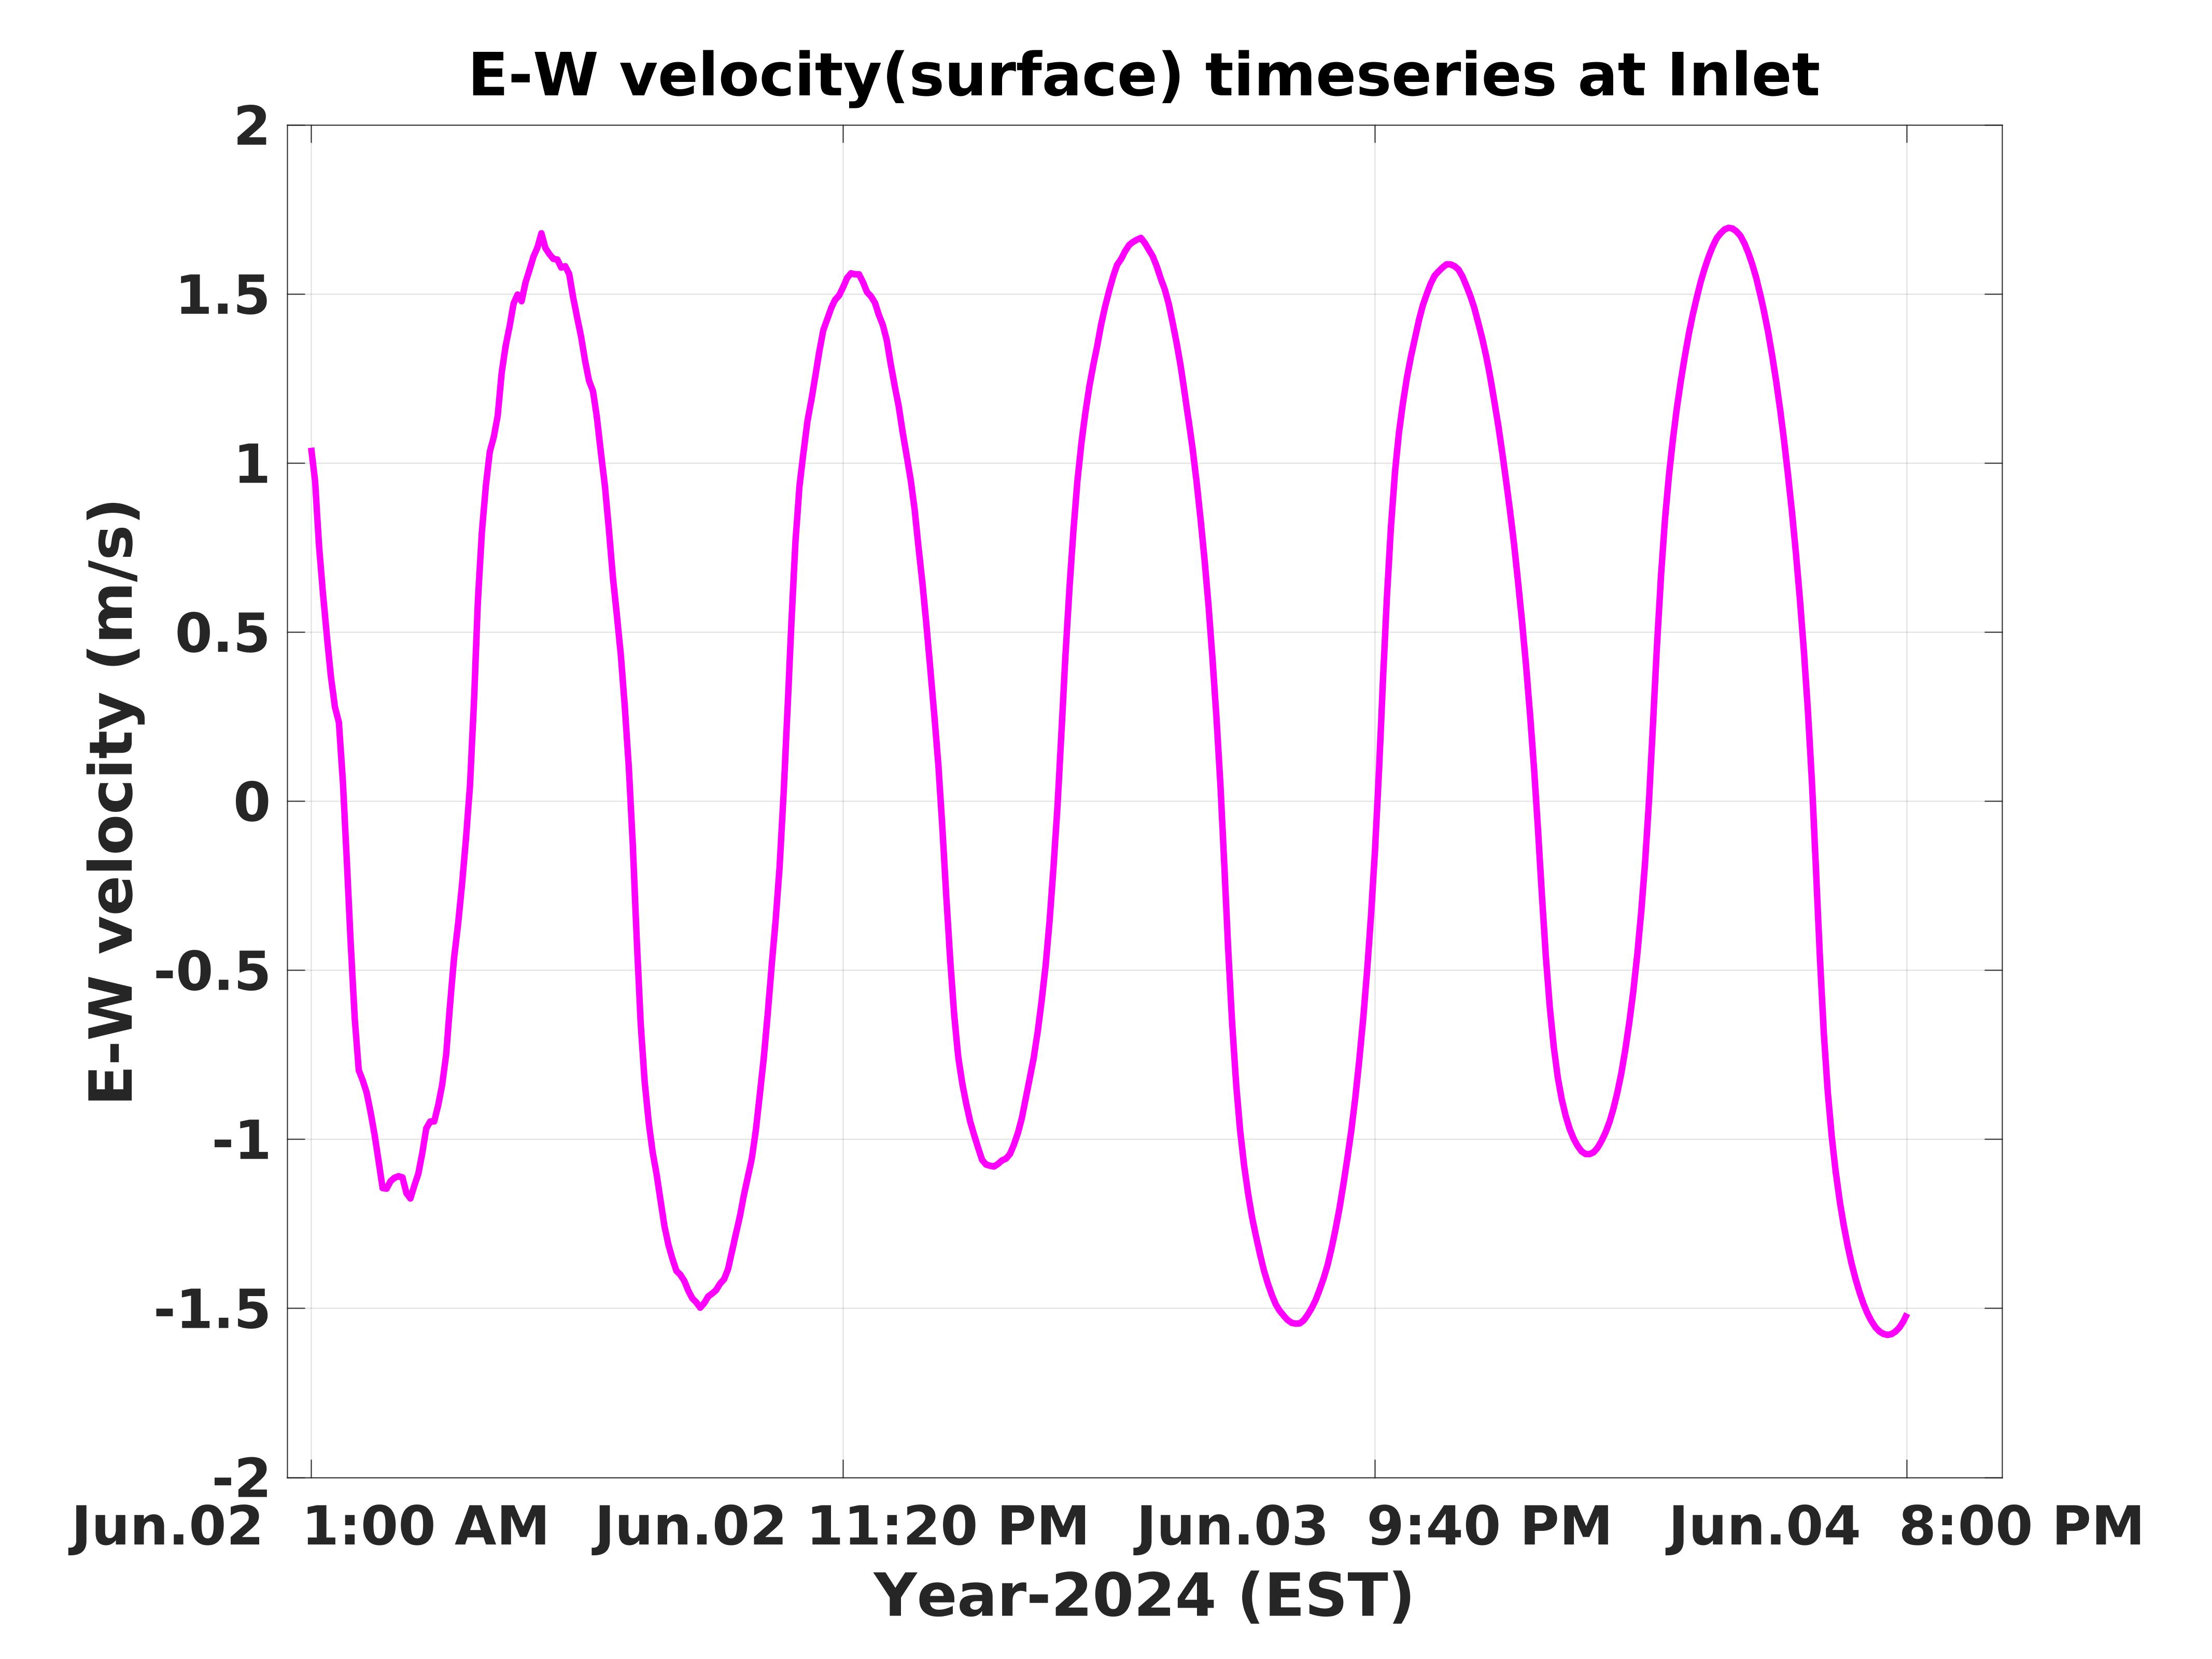 E-W velocity(surface) timeseries at Inlet
2
1.5
1
0.5
0
-0.5
-1
-1.5
-2
E-W velocity (m/s)
Jun.02 1:00 AM Jun.02 11:20 PM Jun.03 9:40 PM Jun.04 8:00 PM
Year-2024 (EST)